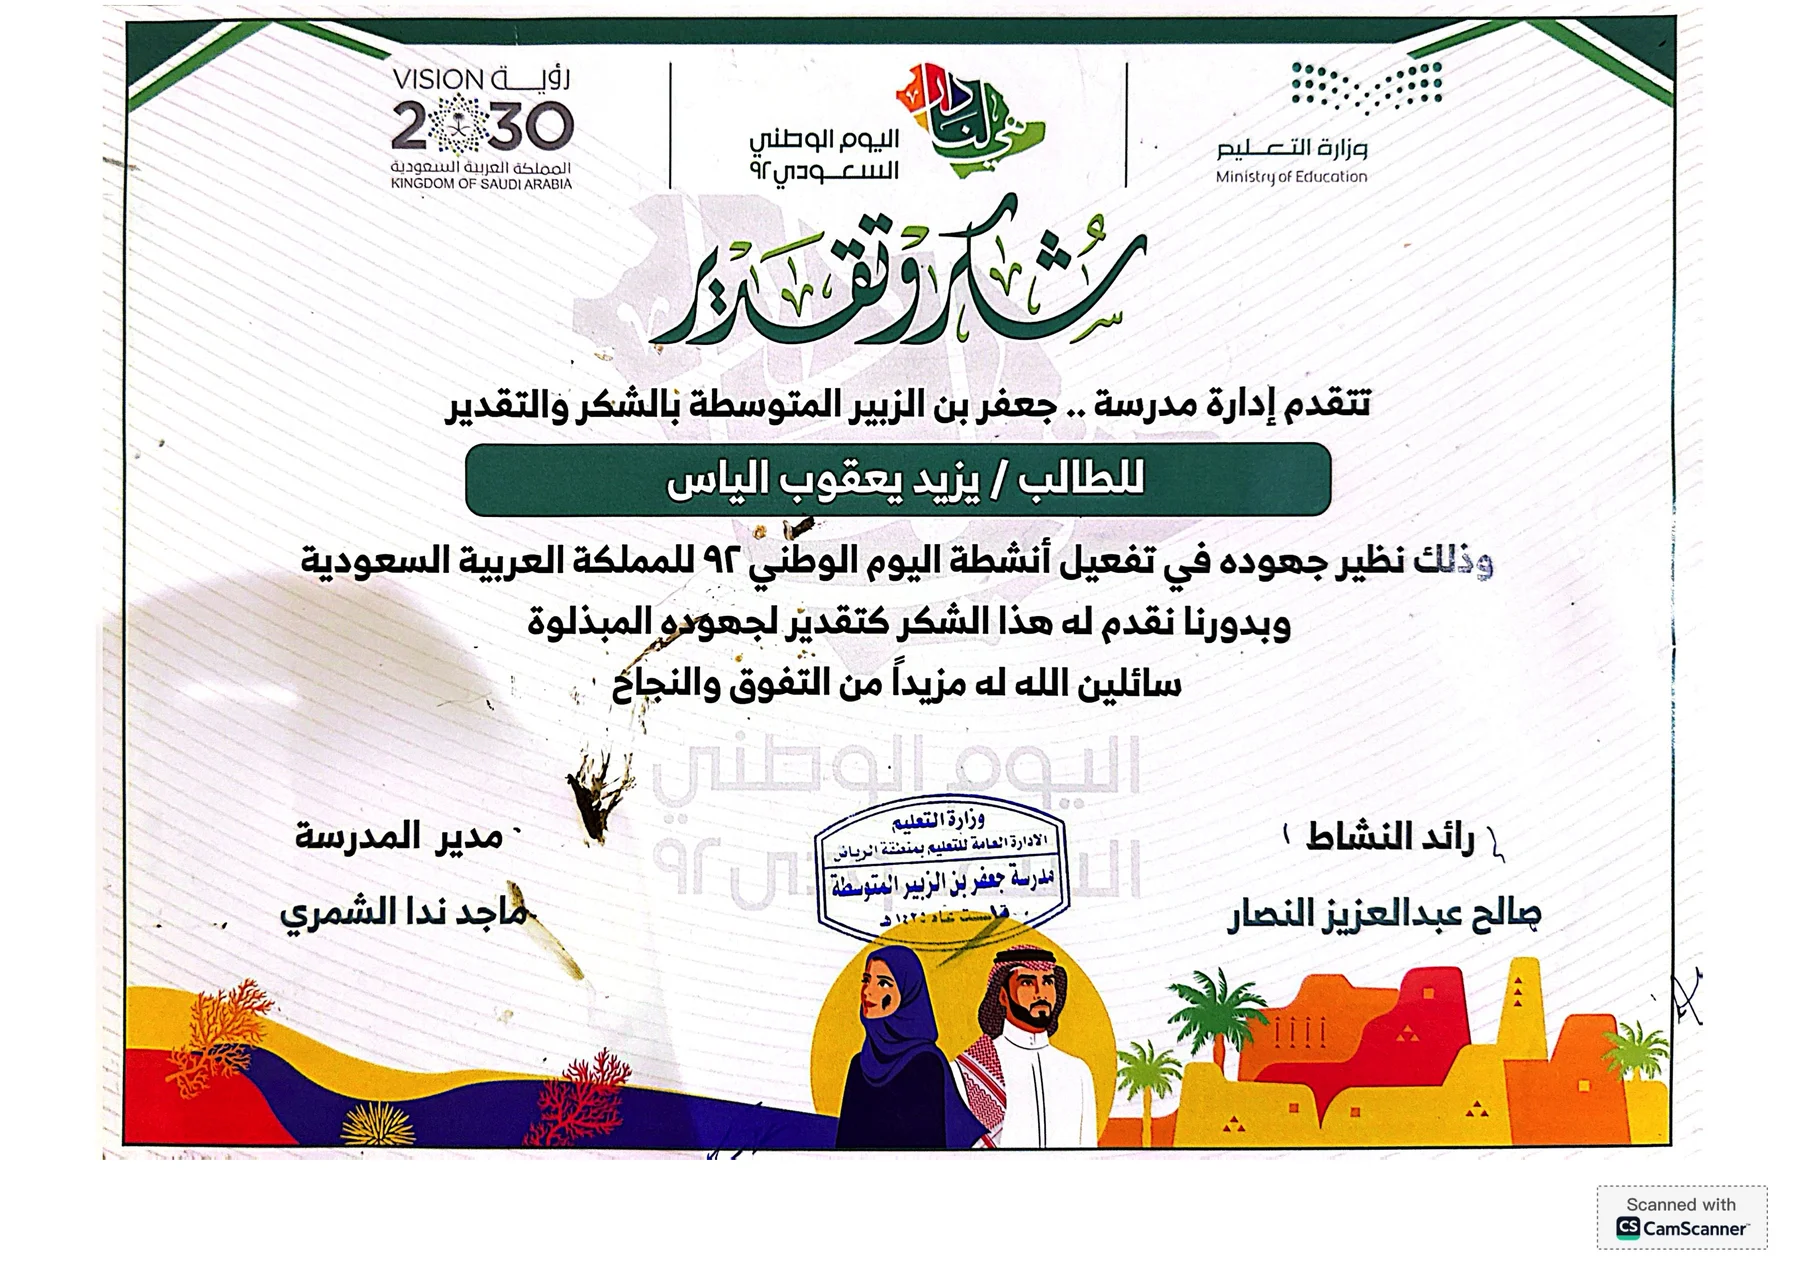 وزارة التعليم
Ministry of Education
هي لنا دار
اليوم الوطني
السعودي ٩٢
VISION رؤية
2030
المملكة العربية السعودية
KINGDOM OF SAUDI ARABIA
شكر وتقدير
تتقدم إدارة مدرسة .. جعفر بن الزبير المتوسطة بالشكر والتقدير
للطالب / يزيد يعقوب الياس
وذلك نظير جهوده في تفعيل أنشطة اليوم الوطني ٩٢ للمملكة العربية السعودية
وبدورنا نقدم له هذا الشكر كتقدير لجهوده المبذلوة
سائلين الله له مزيداً من التفوق والنجاح
اليوم الوطني
السعودي ٩٢
رائد النشاط
صالح عبدالعزيز النصار
وزارة التعليم
الادارة العامة للتعليم بمنطقة الرياض
مدرسة جعفر بن الزبير المتوسطة
مدير المدرسة
ماجد ندا الشمري
Scanned with
CS CamScanner